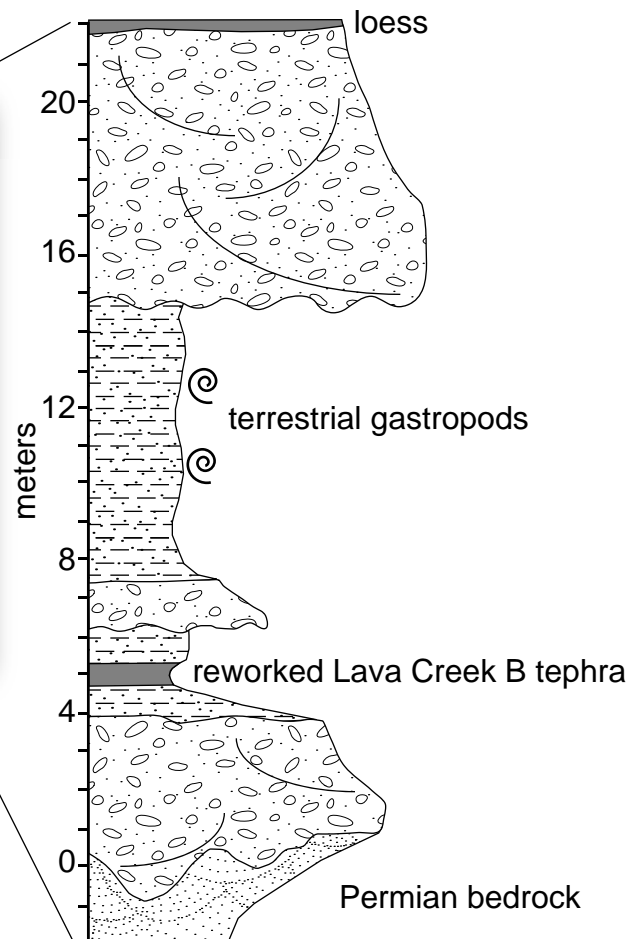 loess
20
16
12
terrestrial gastropods
meters
8
reworked Lava Creek B tephra
4
0
Permian bedrock